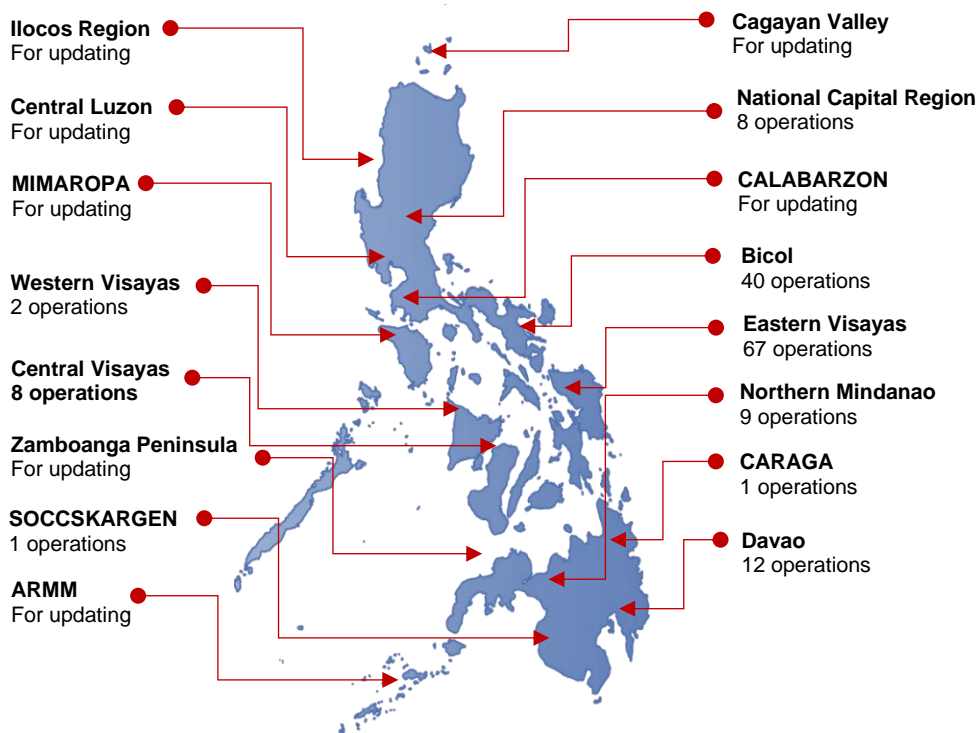 Ilocos Region
For updating
Central Luzon
For updating
MIMAROPA
For updating
Western Visayas
2 operations
Central Visayas
8 operations
Zamboanga Peninsula
For updating
SOCCSKARGEN
1 operations
ARMM
For updating
Cagayan Valley
For updating
National Capital Region
8 operations
CALABARZON
For updating
Bicol
40 operations
Eastern Visayas
67 operations
Northern Mindanao
9 operations
CARAGA
1 operations
Davao
12 operations